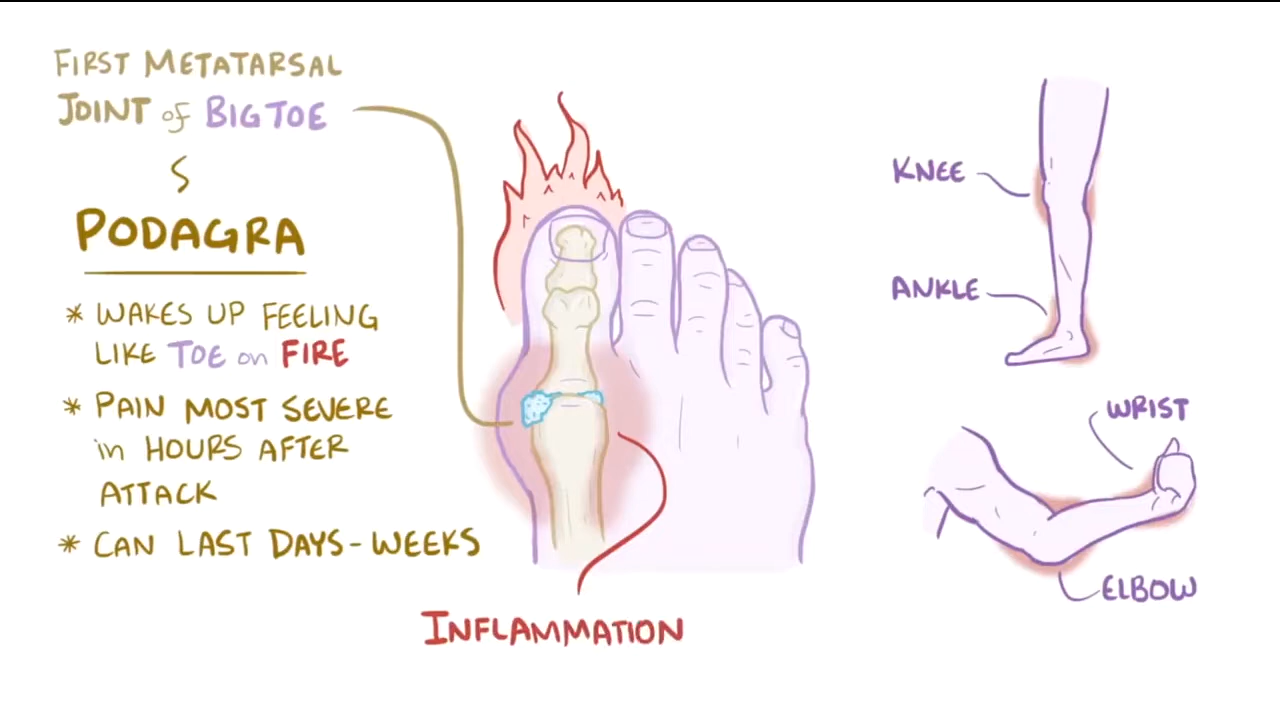 FIRST METATARSAL
JOINT of BIG TOE
PODAGRA
* WAKES UP FEELING
LIKE TOE on FIRE
* PAIN MOST SEVERE
in HOURS AFTER
ATTACK
* CAN LAST DAYS - WEEKS
INFLAMMATION
KNEE
ANKLE
WRIST
ELBOW